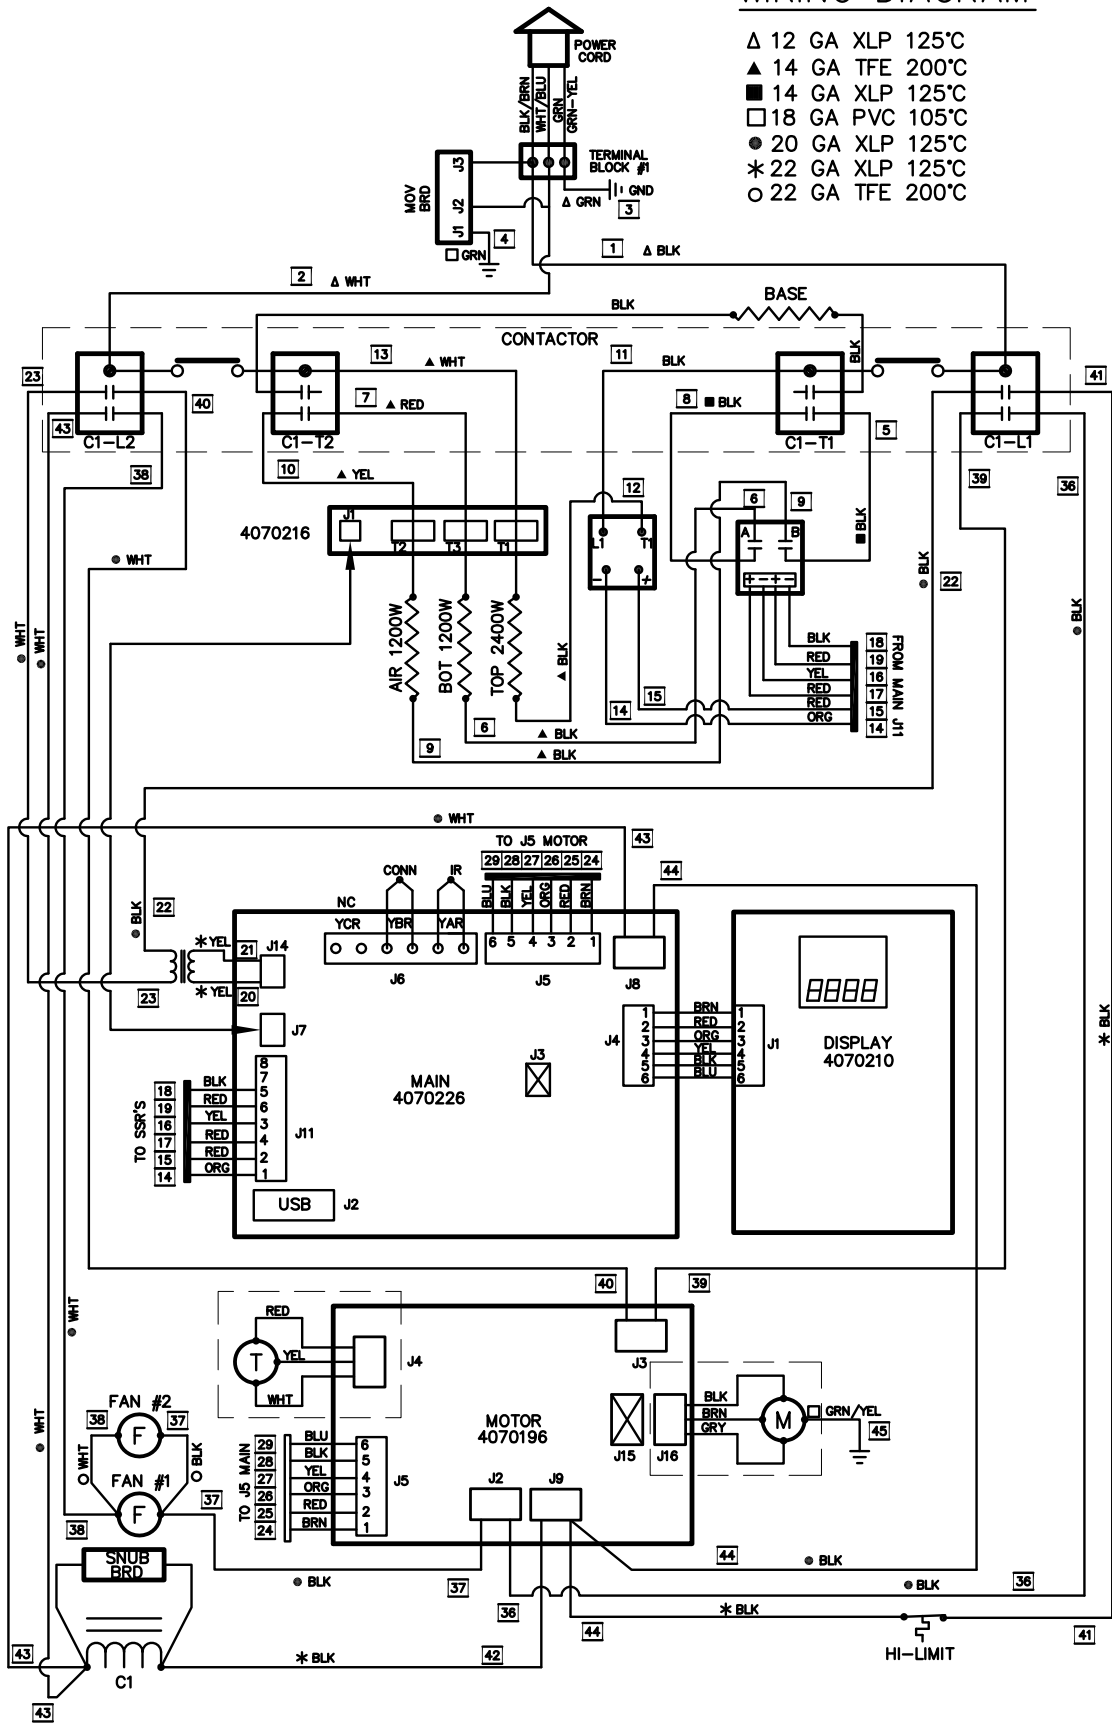 WIRING DIAGRAM
Δ 12 GA XLP 125°C
▲ 14 GA TFE 200°C
■ 14 GA XLP 125°C
□ 18 GA PVC 105°C
● 20 GA XLP 125°C
* 22 GA XLP 125°C
○ 22 GA TFE 200°C
POWER
CORD
BLK/BRN
WHT/BLU
GRN
GRN-YEL
TERMINAL
BLOCK #1
MOV
BRD
J3
J2
J1
GND
Δ GRN
3
4
□ GRN
1
Δ BLK
2
Δ WHT
BLK
BASE
CONTACTOR
BLK
23
13
▲ WHT
11
BLK
41
40
7
▲ RED
8
■ BLK
5
43
C1-L2
C1-T2
C1-T1
C1-L1
38
10
▲ YEL
39
36
12
6
9
4070216
J1
T2
T3
T1
L1
T1
- +
A
B
+ - + -
■ BLK
● WHT
● BLK
22
● BLK
● WHT
● WHT
AIR 1200W
BOT 1200W
TOP 2400W
▲ BLK
14
15
BLK
RED
YEL
RED
RED
ORG
18
19
16
17
15
14
FROM MAIN J11
9
6
▲ BLK
▲ BLK
● WHT
43
TO J5 MOTOR
29 28 27 26 25 24
44
BLU
BLK
YEL
ORG
RED
BRN
CONN
IR
NC
YCR
YBR
YAR
6 5 4 3 2 1
J6
J5
J8
● BLK
22
* YEL
21
J14
23
* YEL
20
J7
J4
1
2
3
4
5
6
BRN
RED
ORG
YEL
BLK
BLU
1
2
3
4
5
6
J1
8888
DISPLAY
4070210
* BLK
MAIN
4070226
J3
TO SSR'S
18
19
16
17
15
14
BLK
RED
YEL
RED
RED
ORG
8
7
5
6
3
4
2
1
J11
USB
J2
40
39
● WHT
● WHT
RED
YEL
WHT
T
J4
J3
MOTOR
4070196
J15
J16
BLK
BRN
GRY
M
□ GRN/YEL
45
FAN #2
38
37
F
○ WHT
○ BLK
FAN #1
F
38
37
TO J5 MAIN
29
28
27
26
25
24
BLU
BLK
YEL
ORG
RED
BRN
6
5
4
3
2
1
J5
J2
J9
SNUB
BRD
44
● BLK
● BLK
37
36
● BLK
36
* BLK
44
HI-LIMIT
41
43
C1
* BLK
42
43